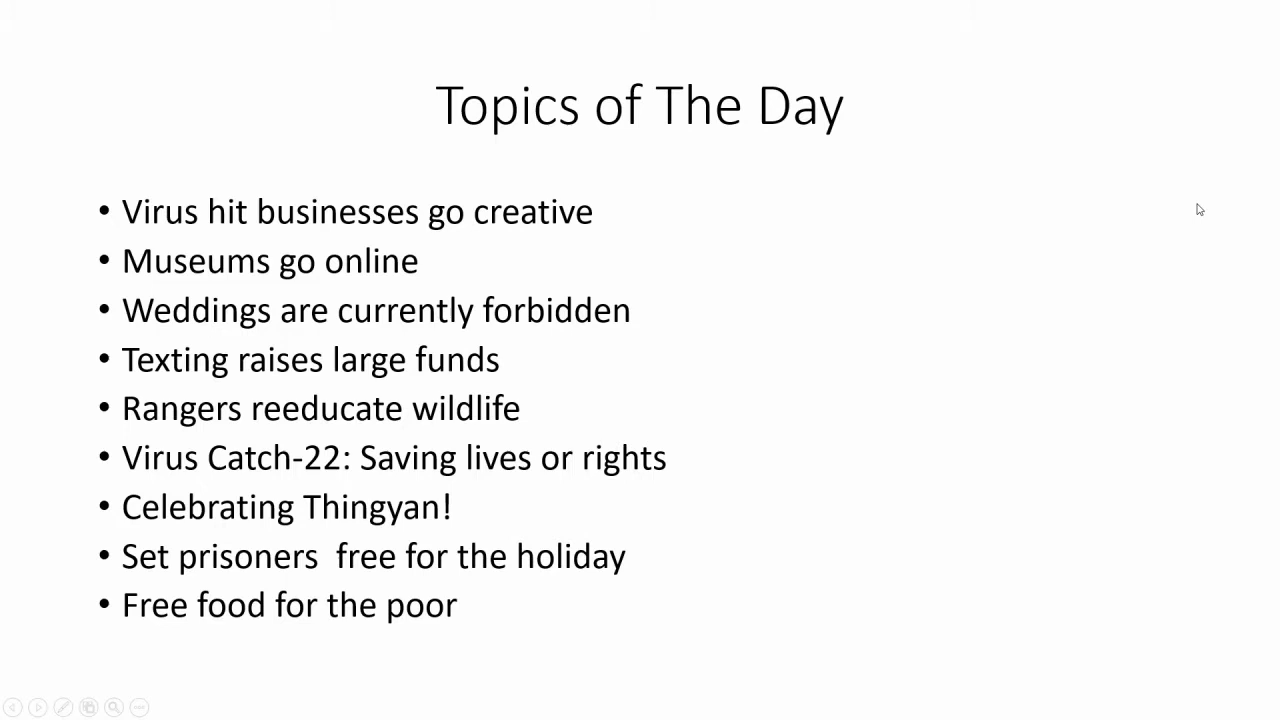 Topics of The Day
• Virus hit businesses go creative
• Museums go online
• Weddings are currently forbidden
• Texting raises large funds
• Rangers reeducate wildlife
• Virus Catch-22: Saving lives or rights
• Celebrating Thingyan!
• Set prisoners  free for the holiday
• Free food for the poor